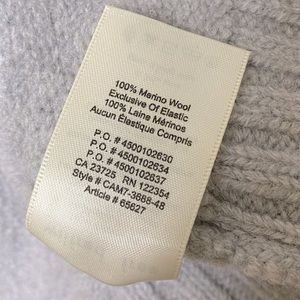 100% Merino Wool
Exclusive Of Elastic
100% Laine Mérinos
Aucun Élastique Compris
P.O. # 4500102630
P.O. # 4500102634
P.O. # 4500102637
CA 23725 RN 122354
Style # CAM7-3688-48
Article # 65627